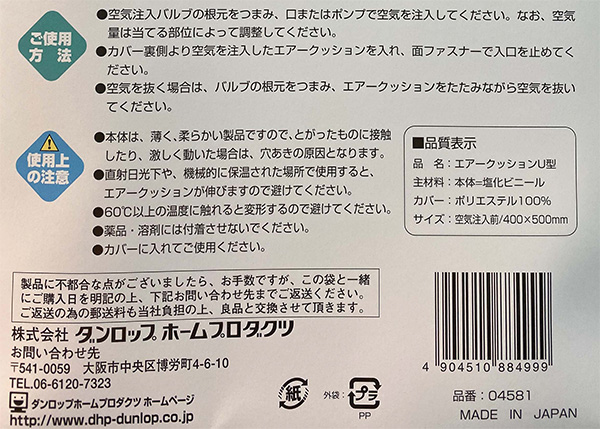 ご使用
方法
●空気注入バルブの根元をつまみ、口またはポンプで空気を注入してください。なお、空気
量は当てる部位によって調整してください。
●カバー裏側より空気を注入したエアークッションを入れ、面ファスナーで入口を止めてく
ださい。
●空気を抜く場合は、バルブの根元をつまみ、エアークッションをたたみながら空気を抜い
てください。
使用上
の注意
●本体は、薄く、柔らかい製品ですので、とがったものに接触
したり、激しく動いた場合は、穴あきの原因となります。
●直射日光下や、機械的に保温された場所で使用すると、
エアークッションが伸びますので避けてください。
●60℃以上の温度に触れると変形するので避けてください。
●薬品・溶剤には付着させないでください。
●カバーに入れてご使用ください。
■品質表示
品 名：エアークッションU型
主材料：本体=塩化ビニール
カバー：ポリエステル100%
サイズ：空気注入前/400×500mm
製品に不都合な点がございましたら、お手数ですが、この袋と一緒
にご購入日を明記の上、下記お問い合わせ先までご返送ください。
ご返送の為の郵送料も当社負担の上、良品と交換させて頂きます。
株式会社 ダンロップ ホームプロダクツ
お問い合わせ先
〒541-0059 大阪市中央区博労町4-6-10
TEL.06-6120-7323
ダンロップホームプロダクツ ホームページ
http://www.dhp-dunlop.co.jp
紙
外袋：プラ
PP
4 904510 884999
品番：04581
MADE IN JAPAN